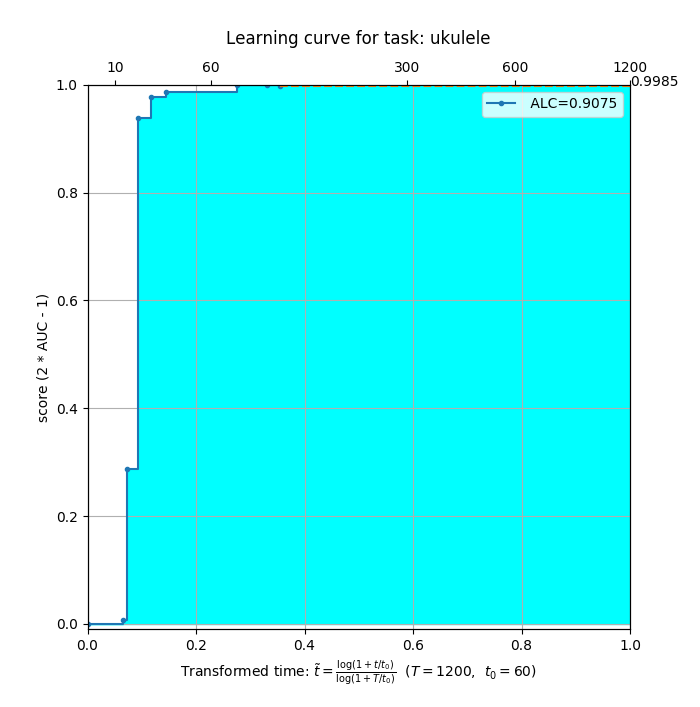 Learning curve for task: ukulele
10 60 300 600 1200
0.9985
ALC=0.9075
1.0
0.8
0.6
0.4
0.2
0.0
score (2 * AUC - 1)
0.0 0.2 0.4 0.6 0.8 1.0
Transformed time: t̃ = log(1 + t/t₀) / log(1 + T/t₀) (T = 1200, t₀ = 60)